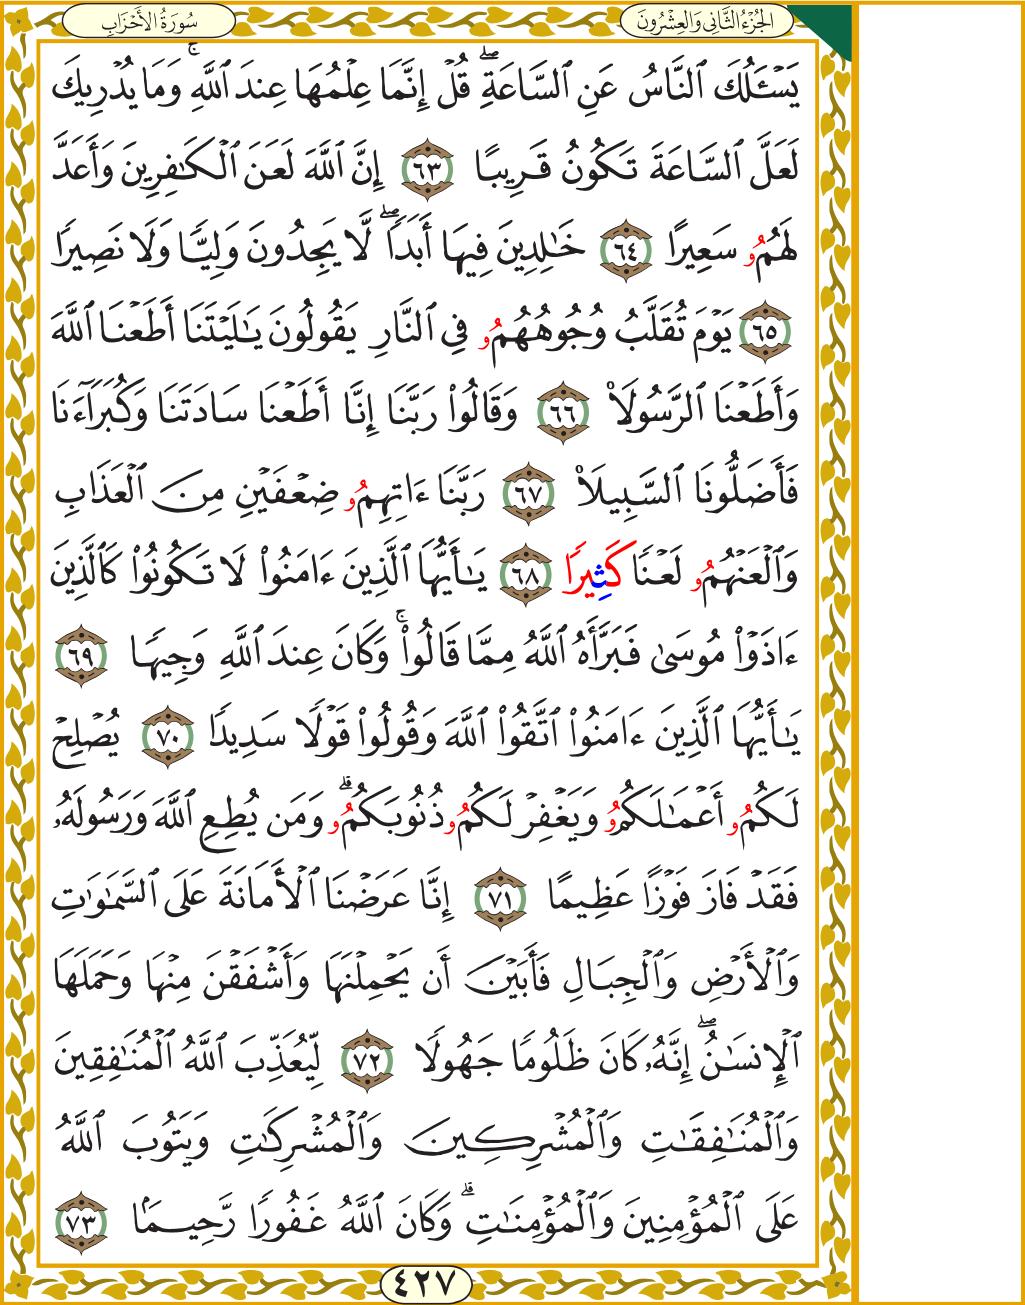 سُورَةُ الأَحْزَابِ
الجُزْءُ الثَّانِي وَالعِشْرُونَ
يَسْـَٔلُكَ ٱلنَّاسُ عَنِ ٱلسَّاعَةِۖ قُلْ إِنَّمَا عِلْمُهَا عِندَ ٱللَّهِۚ وَمَا يُدْرِيكَ
لَعَلَّ ٱلسَّاعَةَ تَكُونُ قَرِيبًا ٦٣ إِنَّ ٱللَّهَ لَعَنَ ٱلْكَـٰفِرِينَ وَأَعَدَّ
لَهُمُۥ سَعِيرًا ٦٤ خَـٰلِدِينَ فِيهَا أَبَدًاۖ لَّا يَجِدُونَ وَلِيًّا وَلَا نَصِيرًا
٦٥ يَوْمَ تُقَلَّبُ وُجُوهُهُمُۥ فِي ٱلنَّارِ يَقُولُونَ يَـٰلَيْتَنَا أَطَعْنَا ٱللَّهَ
وَأَطَعْنَا ٱلرَّسُولَا۠ ٦٦ وَقَالُوا۟ رَبَّنَا إِنَّا أَطَعْنَا سَادَتَنَا وَكُبَرَآءَنَا
فَأَضَلُّونَا ٱلسَّبِيلَا۠ ٦٧ رَبَّنَا ءَاتِهِمُۥ ضِعْفَيْنِ مِنَ ٱلْعَذَابِ
وَٱلْعَنْهُمُۥ لَعْنًا كَثِيرًا ٦٨ يَـٰأَيُّهَا ٱلَّذِينَ ءَامَنُوا۟ لَا تَكُونُوا۟ كَٱلَّذِينَ
ءَاذَوْا۟ مُوسَىٰ فَبَرَّأَهُ ٱللَّهُ مِمَّا قَالُوا۟ۚ وَكَانَ عِندَ ٱللَّهِ وَجِيهًا ٦٩
يَـٰأَيُّهَا ٱلَّذِينَ ءَامَنُوا۟ ٱتَّقُوا۟ ٱللَّهَ وَقُولُوا۟ قَوْلًا سَدِيدًا ٧٠ يُصْلِحْ
لَكُمُۥ أَعْمَـٰلَكُمُۥ وَيَغْفِرْ لَكُمُۥ ذُنُوبَكُمُۥۗ وَمَن يُطِعِ ٱللَّهَ وَرَسُولَهُۥ
فَقَدْ فَازَ فَوْزًا عَظِيمًا ٧١ إِنَّا عَرَضْنَا ٱلْأَمَانَةَ عَلَى ٱلسَّمَـٰوَٰتِ
وَٱلْأَرْضِ وَٱلْجِبَالِ فَأَبَيْنَ أَن يَحْمِلْنَهَا وَأَشْفَقْنَ مِنْهَا وَحَمَلَهَا
ٱلْإِنسَـٰنُۖ إِنَّهُۥ كَانَ ظَلُومًا جَهُولًا ٧٢ لِّيُعَذِّبَ ٱللَّهُ ٱلْمُنَـٰفِقِينَ
وَٱلْمُنَـٰفِقَـٰتِ وَٱلْمُشْرِكِينَ وَٱلْمُشْرِكَـٰتِ وَيَتُوبَ ٱللَّهُ
عَلَى ٱلْمُؤْمِنِينَ وَٱلْمُؤْمِنَـٰتِۗ وَكَانَ ٱللَّهُ غَفُورًا رَّحِيمًا ٧٣
٤٢٧